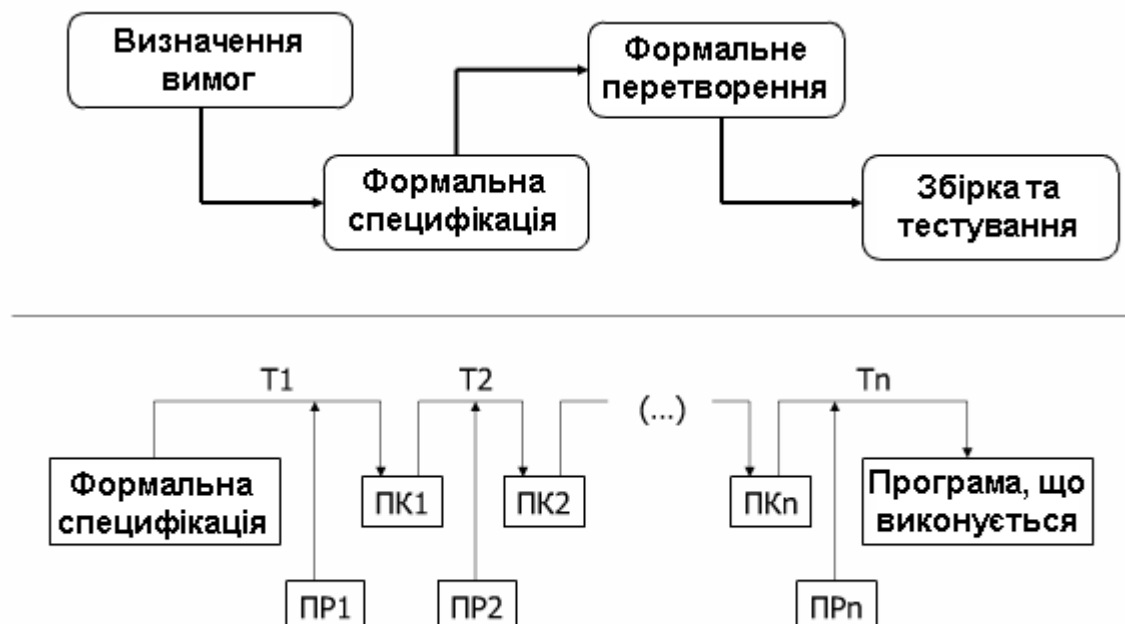 Визначення
вимог
Формальне
перетворення
Формальна
специфікація
Збірка та
тестування
T1
T2
(...)
Tn
Формальна
специфікація
ПК1
ПК2
ПКn
Програма, що
виконується
ПР1
ПР2
ПРn